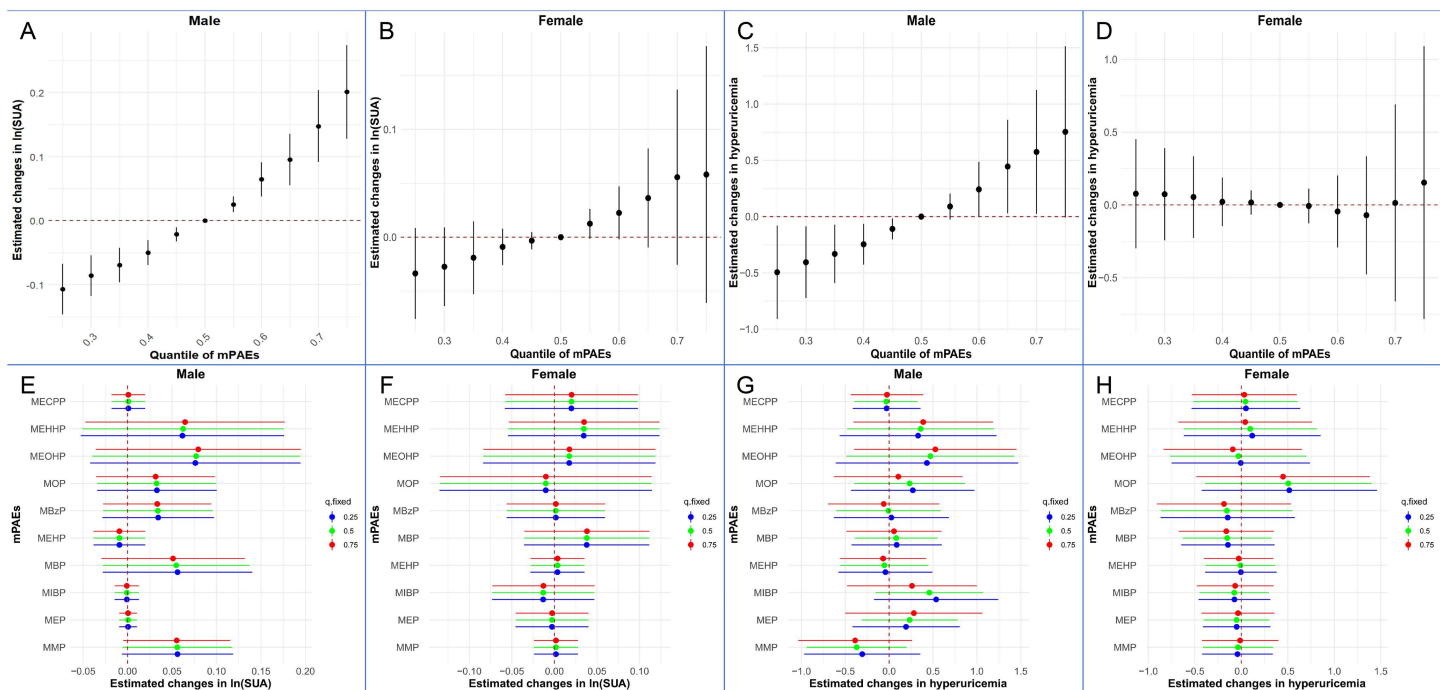 A
Male
Estimated changes in ln(SUA)
0.2
0.1
0.0
-0.1
0.3
0.4
0.5
0.6
0.7
Quantile of mPAEs
B
Female
Estimated changes in ln(SUA)
0.1
0.0
0.3
0.4
0.5
0.6
0.7
Quantile of mPAEs
C
Male
Estimated changes in hyperuricemia
1.5
1.0
0.5
0.0
−0.5
−1.0
0.3
0.4
0.5
0.6
0.7
Quantile of mPAEs
D
Female
Estimated changes in hyperuricemia
1.0
0.5
0.0
−0.5
0.3
0.4
0.5
0.6
0.7
Quantile of mPAEs
E
Male
mPAEs
MECPP
MEHHP
MEOHP
MOP
MBzP
MEHP
MBP
MIBP
MEP
MMP
q.fixed
0.25
0.5
0.75
−0.05 0.00 0.05 0.10 0.15 0.20
Estimated changes in ln(SUA)
F
Female
mPAEs
MECPP
MEHHP
MEOHP
MOP
MBzP
MBP
MEHP
MIBP
MEP
MMP
q.fixed
0.25
0.5
0.75
−0.1 0.0 0.1
Estimated changes in ln(SUA)
G
Male
mPAEs
MECPP
MEHHP
MEOHP
MOP
MBzP
MBP
MEHP
MIBP
MEP
MMP
q.fixed
0.25
0.5
0.75
−1.0 −0.5 0.0 0.5 1.0 1.5
Estimated changes in hyperuricemia
H
Female
mPAEs
MECPP
MEHHP
MEOHP
MOP
MBzP
MBP
MEHP
MIBP
MEP
MMP
q.fixed
0.25
0.5
0.75
−1.0 −0.5 0.0 0.5 1.0 1.5
Estimated changes in hyperuricemia